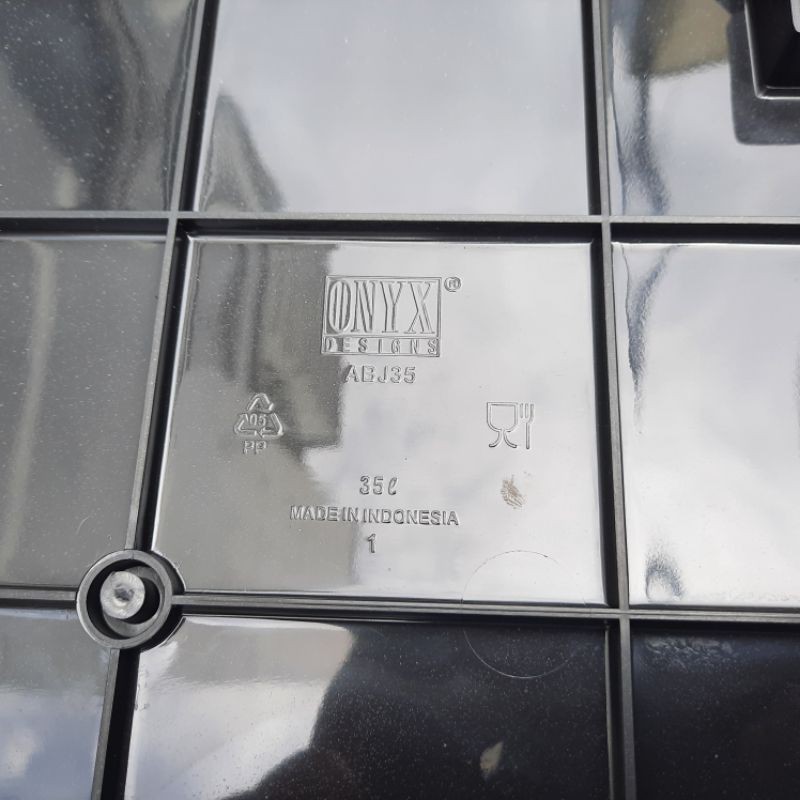 ONYX®
DESIGNS
ABJ35
05
PP
35ℓ
MADE IN INDONESIA
1